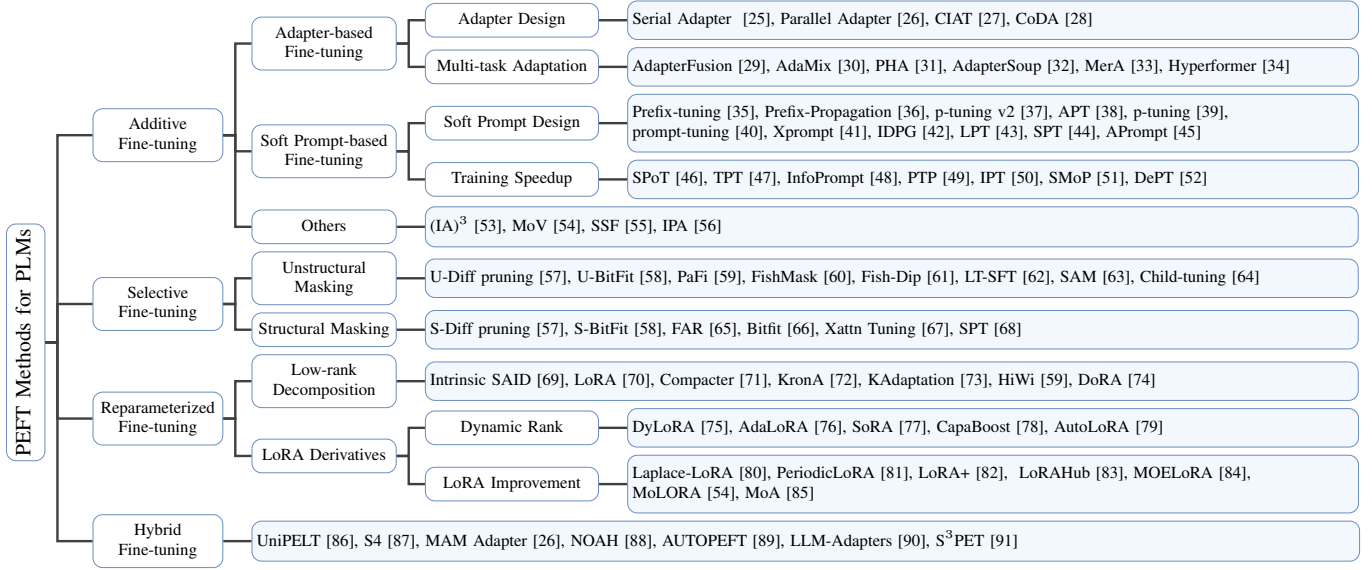 PEFT Methods for PLMs
Additive
Fine-tuning
Adapter-based
Fine-tuning
Adapter Design
Serial Adapter [25], Parallel Adapter [26], CIAT [27], CoDA [28]
Multi-task Adaptation
AdapterFusion [29], AdaMix [30], PHA [31], AdapterSoup [32], MerA [33], Hyperformer [34]
Soft Prompt-based
Fine-tuning
Soft Prompt Design
Prefix-tuning [35], Prefix-Propagation [36], p-tuning v2 [37], APT [38], p-tuning [39],
prompt-tuning [40], Xprompt [41], IDPG [42], LPT [43], SPT [44], APrompt [45]
Training Speedup
SPoT [46], TPT [47], InfoPrompt [48], PTP [49], IPT [50], SMoP [51], DePT [52]
Others
(IA)³ [53], MoV [54], SSF [55], IPA [56]
Selective
Fine-tuning
Unstructural
Masking
U-Diff pruning [57], U-BitFit [58], PaFi [59], FishMask [60], Fish-Dip [61], LT-SFT [62], SAM [63], Child-tuning [64]
Structural Masking
S-Diff pruning [57], S-BitFit [58], FAR [65], Bitfit [66], Xattn Tuning [67], SPT [68]
Reparameterized
Fine-tuning
Low-rank
Decomposition
Intrinsic SAID [69], LoRA [70], Compacter [71], KronA [72], KAdaptation [73], HiWi [59], DoRA [74]
LoRA Derivatives
Dynamic Rank
DyLoRA [75], AdaLoRA [76], SoRA [77], CapaBoost [78], AutoLoRA [79]
LoRA Improvement
Laplace-LoRA [80], PeriodicLoRA [81], LoRA+ [82], LoRAHub [83], MOELoRA [84],
MoLORA [54], MoA [85]
Hybrid
Fine-tuning
UniPELT [86], S4 [87], MAM Adapter [26], NOAH [88], AUTOPEFT [89], LLM-Adapters [90], S³PET [91]